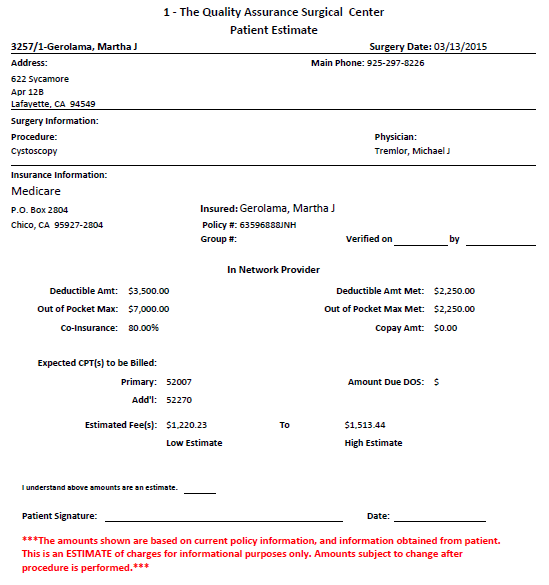 1 - The Quality Assurance Surgical Center
Patient Estimate
3257/1-Gerolama, Martha J Surgery Date: 03/13/2015
Address: Main Phone: 925-297-8226
622 Sycamore
Apr 12B
Lafayette, CA 94549
Surgery Information:
Procedure: Physician:
Cystoscopy Tremlor, Michael J
Insurance Information:
Medicare
P.O. Box 2804 Insured: Gerolama, Martha J
Chico, CA 95927-2804 Policy #: 63596888JNH
Group #: Verified on by
In Network Provider
Deductible Amt: $3,500.00 Deductible Amt Met: $2,250.00
Out of Pocket Max: $7,000.00 Out of Pocket Max Met: $2,250.00
Co-Insurance: 80.00% Copay Amt: $0.00
Expected CPT(s) to be Billed:
Primary: 52007 Amount Due DOS: $
Add'l: 52270
Estimated Fee(s): $1,220.23 To $1,513.44
Low Estimate High Estimate
I understand above amounts are an estimate.
Patient Signature: Date:
***The amounts shown are based on current policy information, and information obtained from patient.
This is an ESTIMATE of charges for informational purposes only. Amounts subject to change after
procedure is performed.***